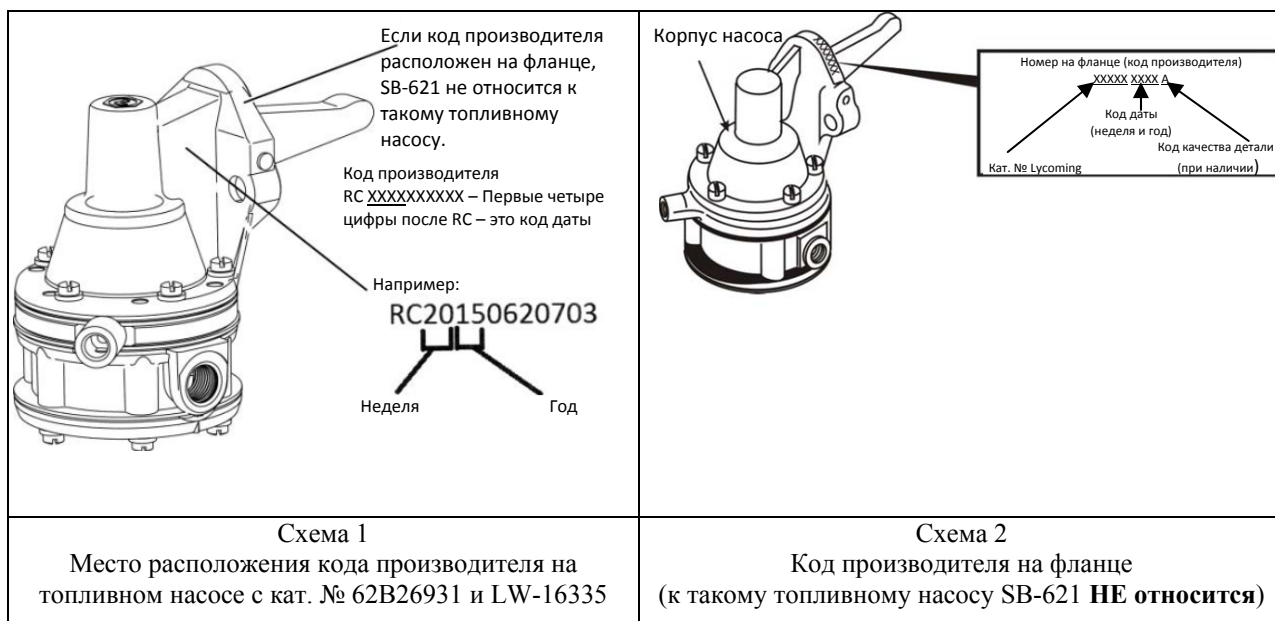 Если код производителя
расположен на фланце,
SB-621 не относится к
такому топливному
насосу.
Код производителя
RC XXXXXXXXXX – Первые четыре
цифры после RC – это код даты
Например:
RC20150620703
Неделя
Год
Схема 1
Место расположения кода производителя на
топливном насосе с кат. № 62B26931 и LW-16335
Корпус насоса
Номер на фланце (код производителя)
XXXXX XXXX A
Код даты
(неделя и год)
Код качества детали
(при наличии)
Кат. № Lycoming
Схема 2
Код производителя на фланце
(к такому топливному насосу SB-621 НЕ относится)